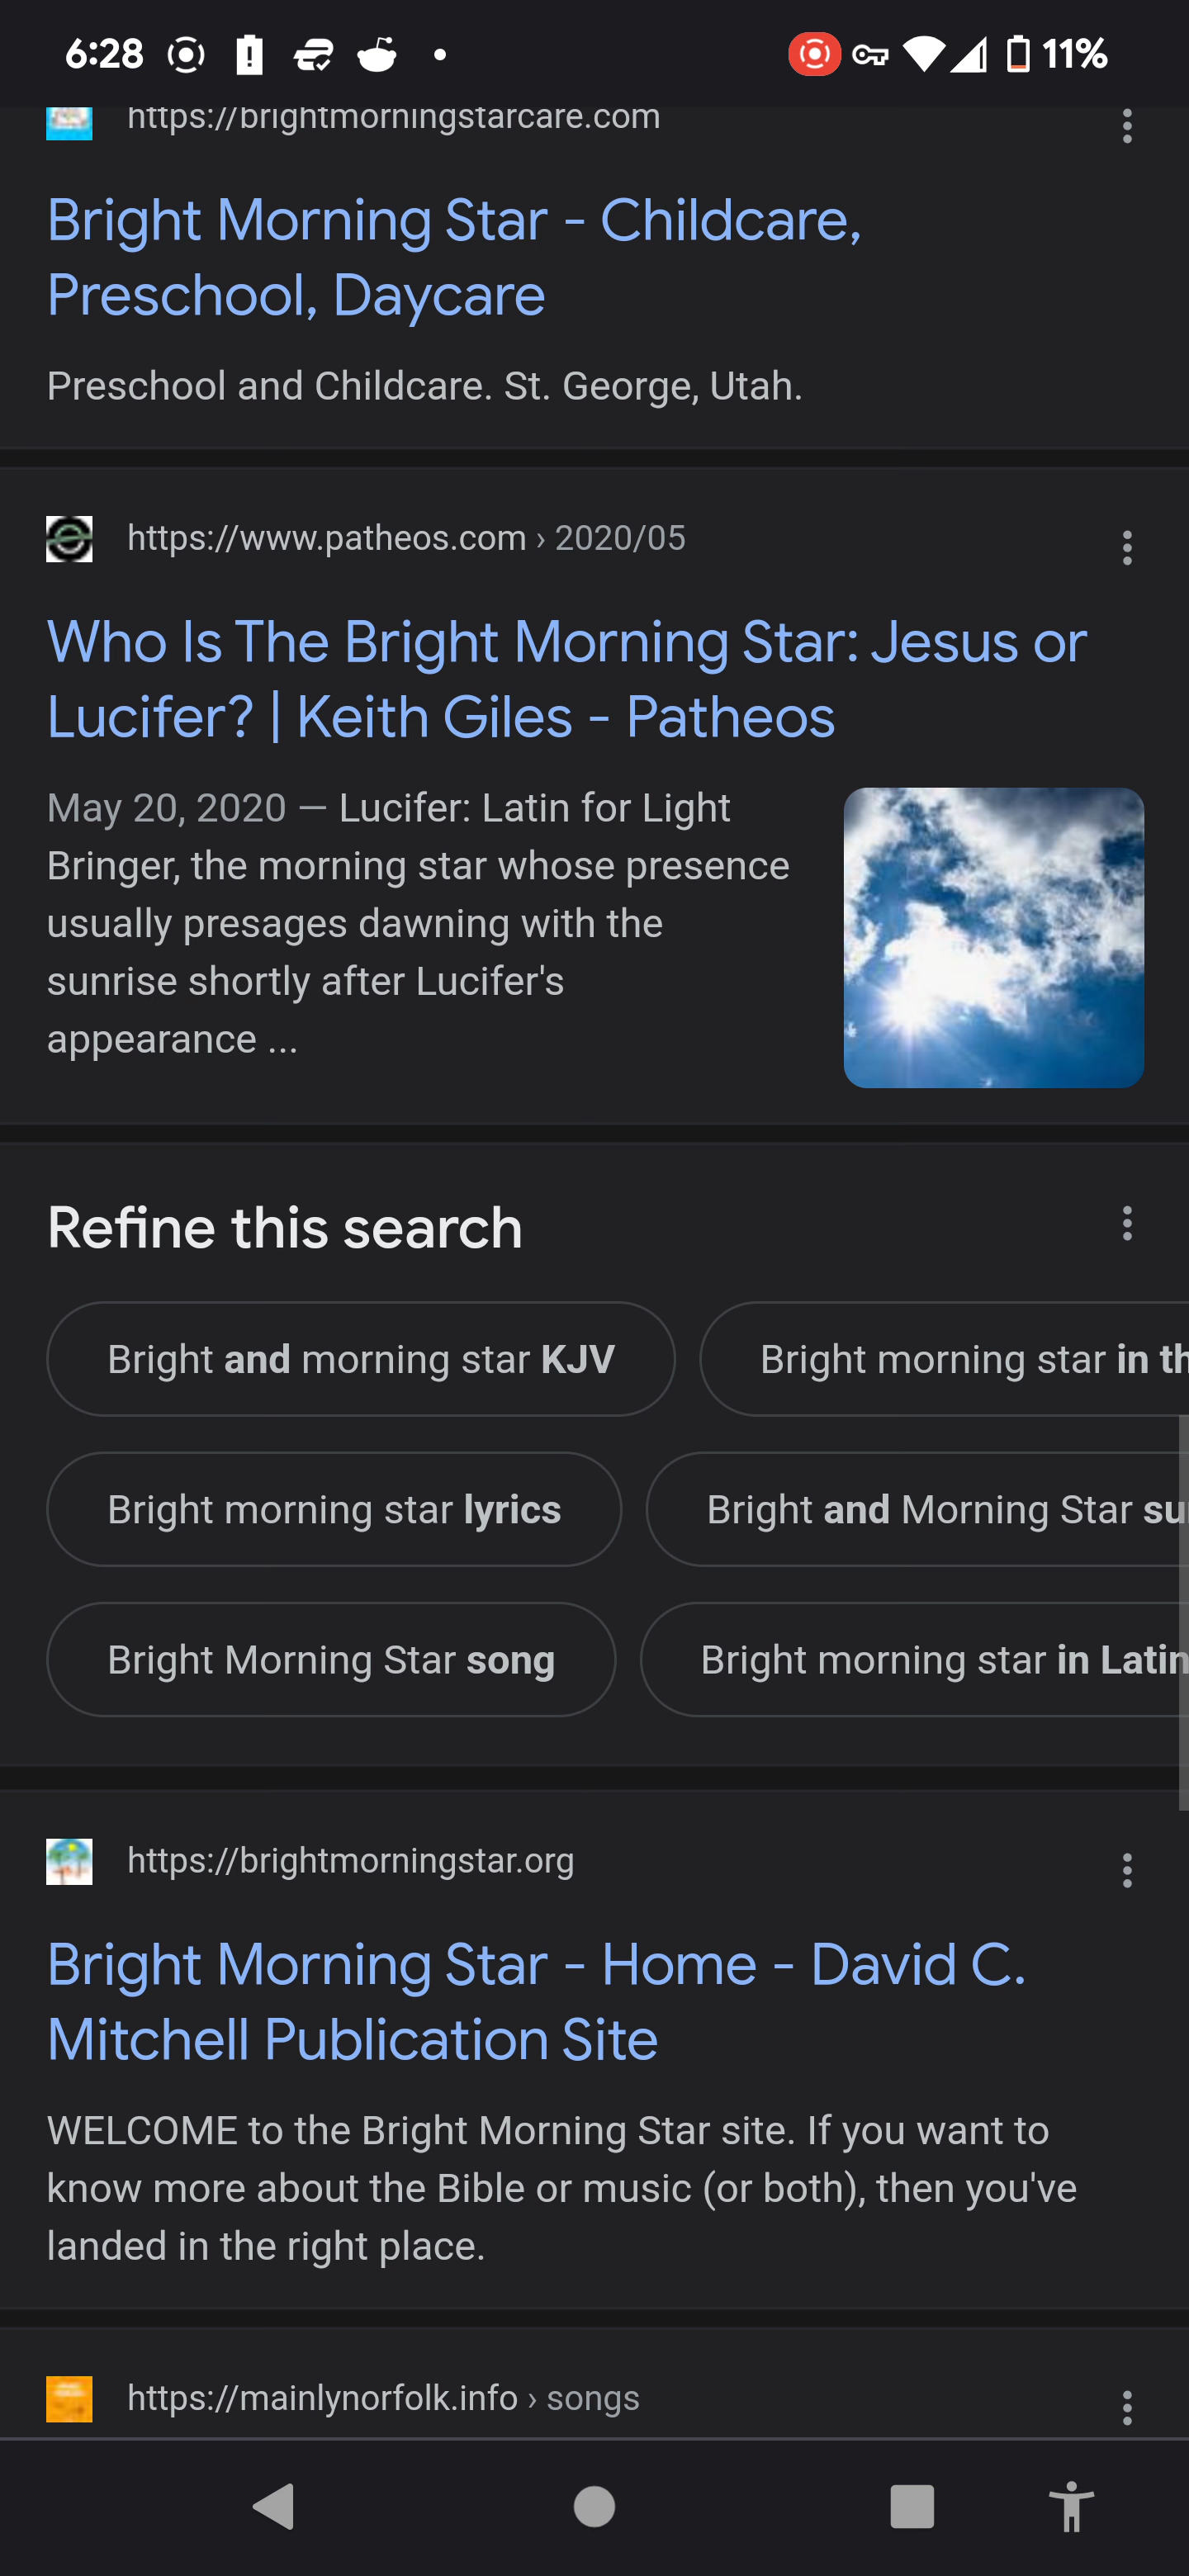 6:28
11%
https://brightmorningstarcare.com
Bright Morning Star - Childcare,
Preschool, Daycare
Preschool and Childcare. St. George, Utah.
https://www.patheos.com › 2020/05
Who Is The Bright Morning Star: Jesus or
Lucifer? | Keith Giles - Patheos
May 20, 2020 — Lucifer: Latin for Light
Bringer, the morning star whose presence
usually presages dawning with the
sunrise shortly after Lucifer's
appearance ...
Refine this search
Bright and morning star KJV
Bright morning star in th
Bright morning star lyrics
Bright and Morning Star su
Bright Morning Star song
Bright morning star in Latin
https://brightmorningstar.org
Bright Morning Star - Home - David C.
Mitchell Publication Site
WELCOME to the Bright Morning Star site. If you want to
know more about the Bible or music (or both), then you've
landed in the right place.
https://mainlynorfolk.info › songs